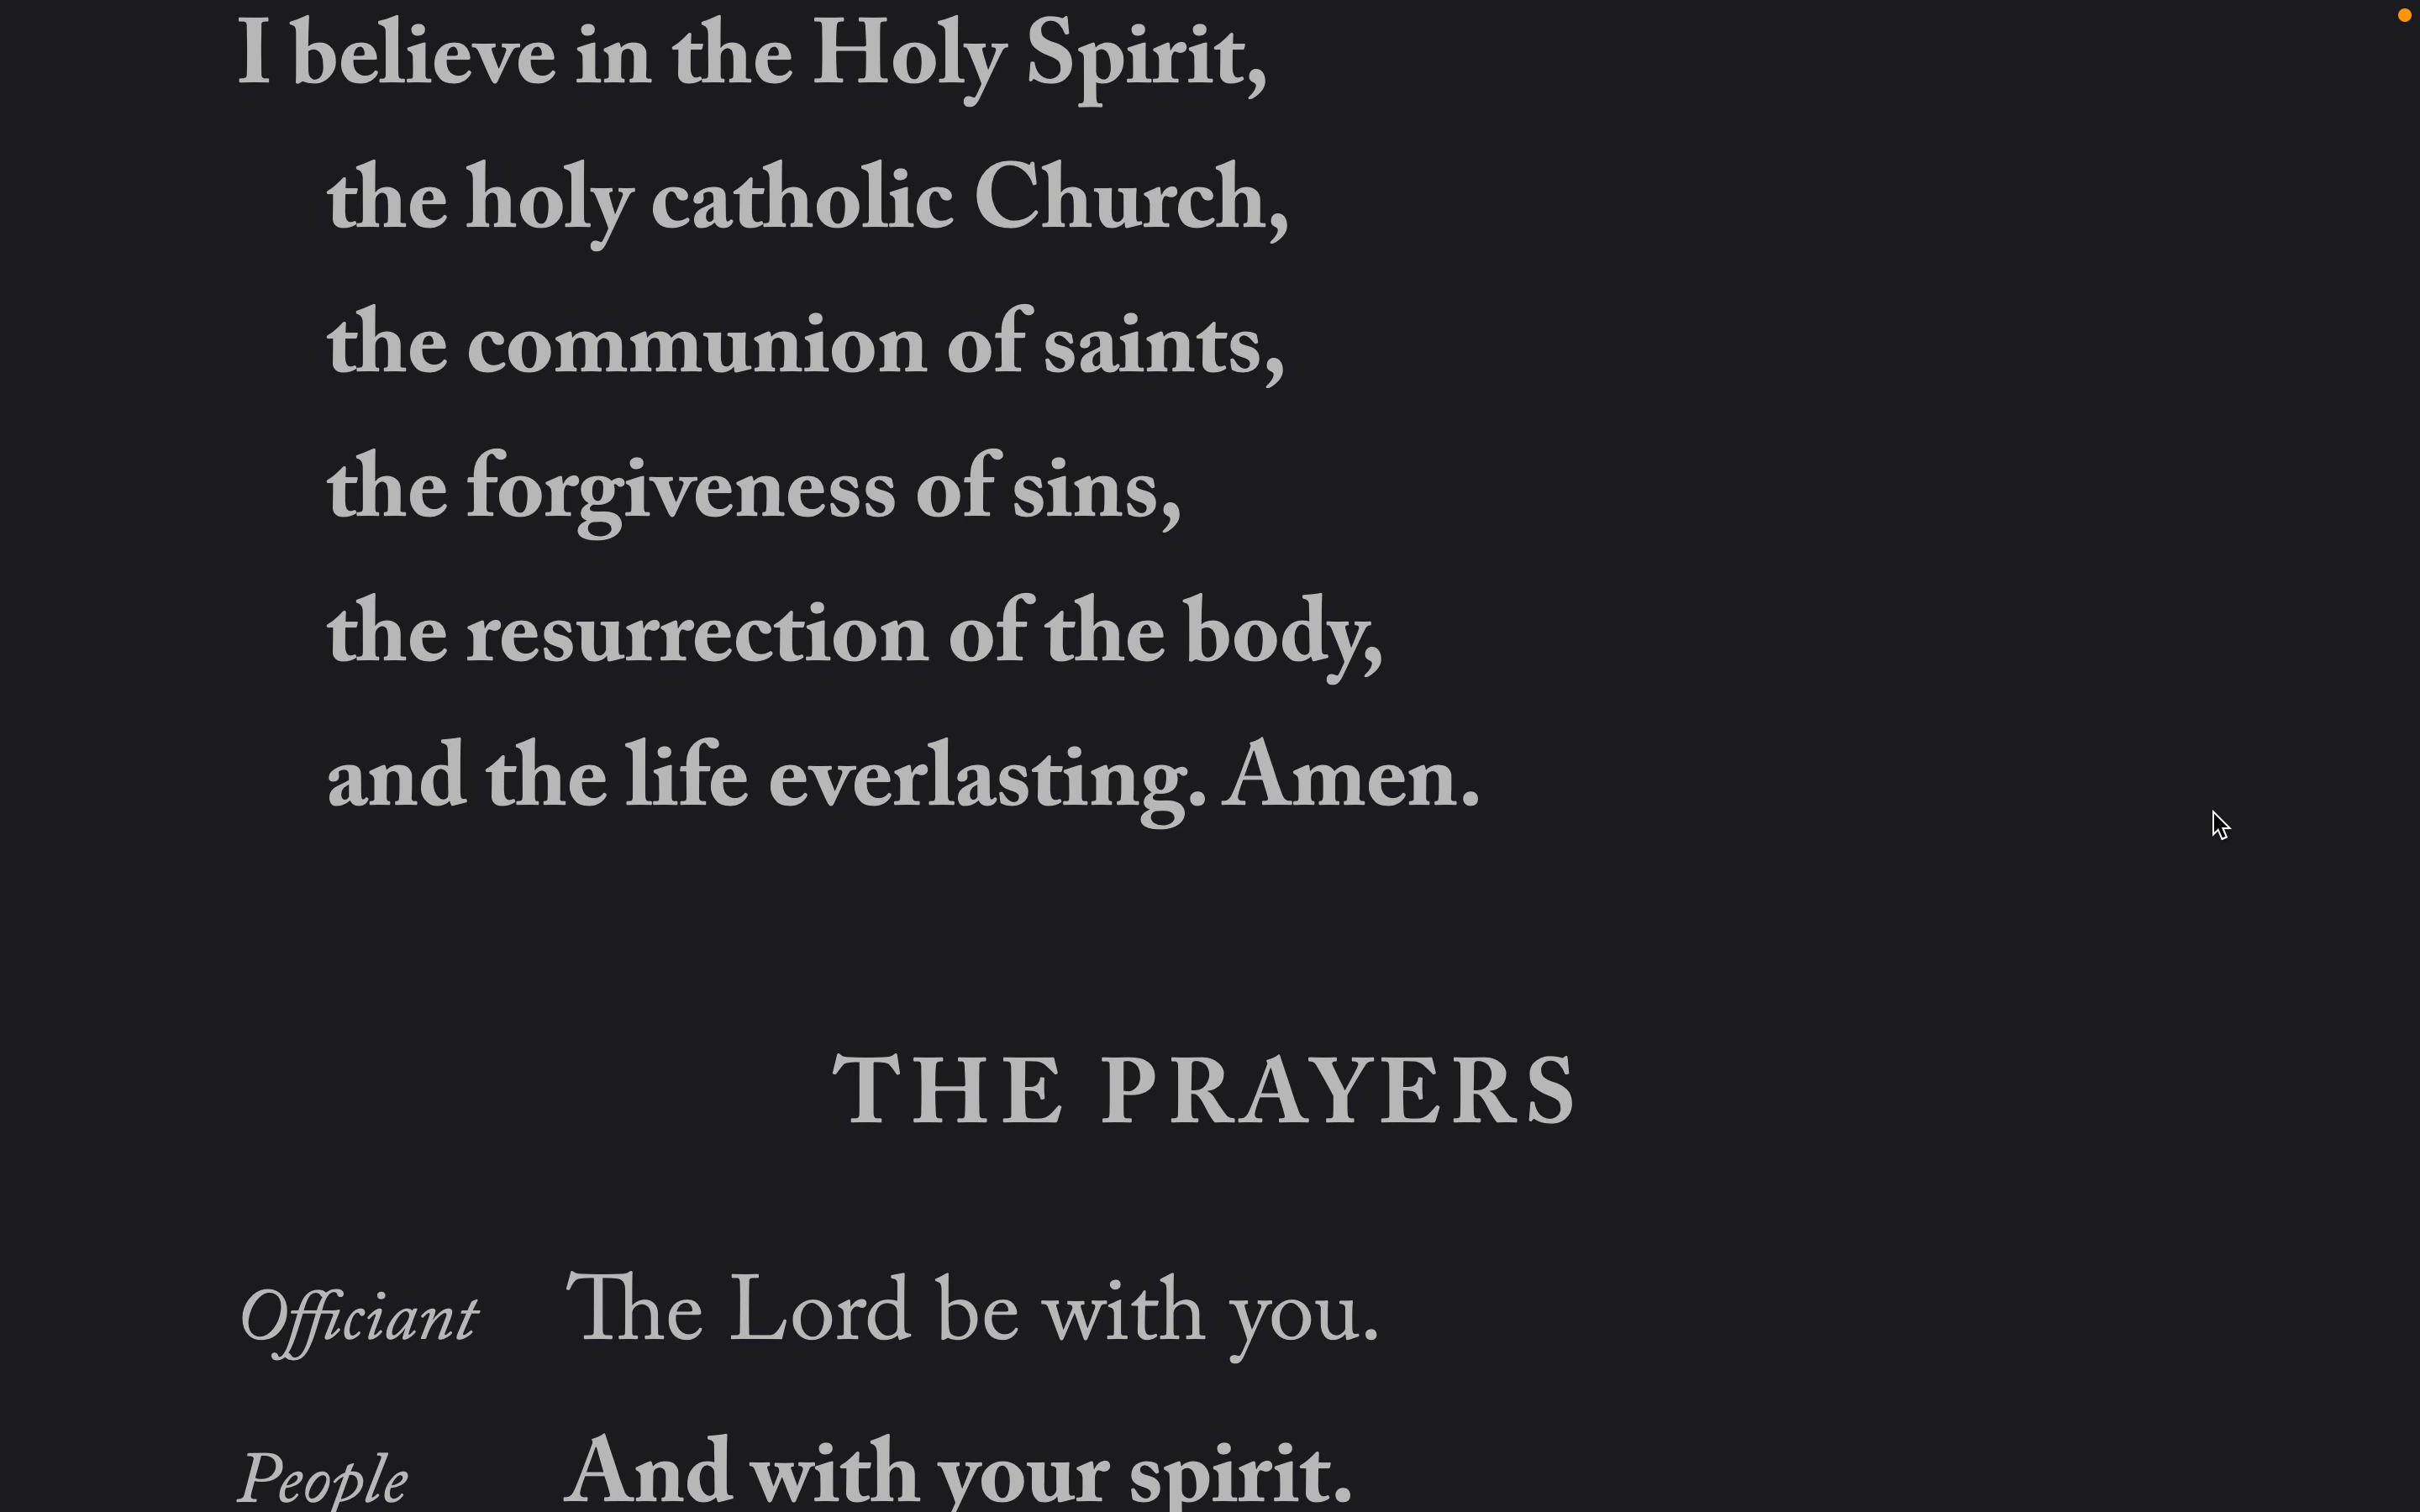 I believe in the Holy Spirit,
the holy catholic Church,
the communion of saints,
the forgiveness of sins,
the resurrection of the body,
and the life everlasting. Amen.
THE PRAYERS
Officiant The Lord be with you.
People And with your spirit.